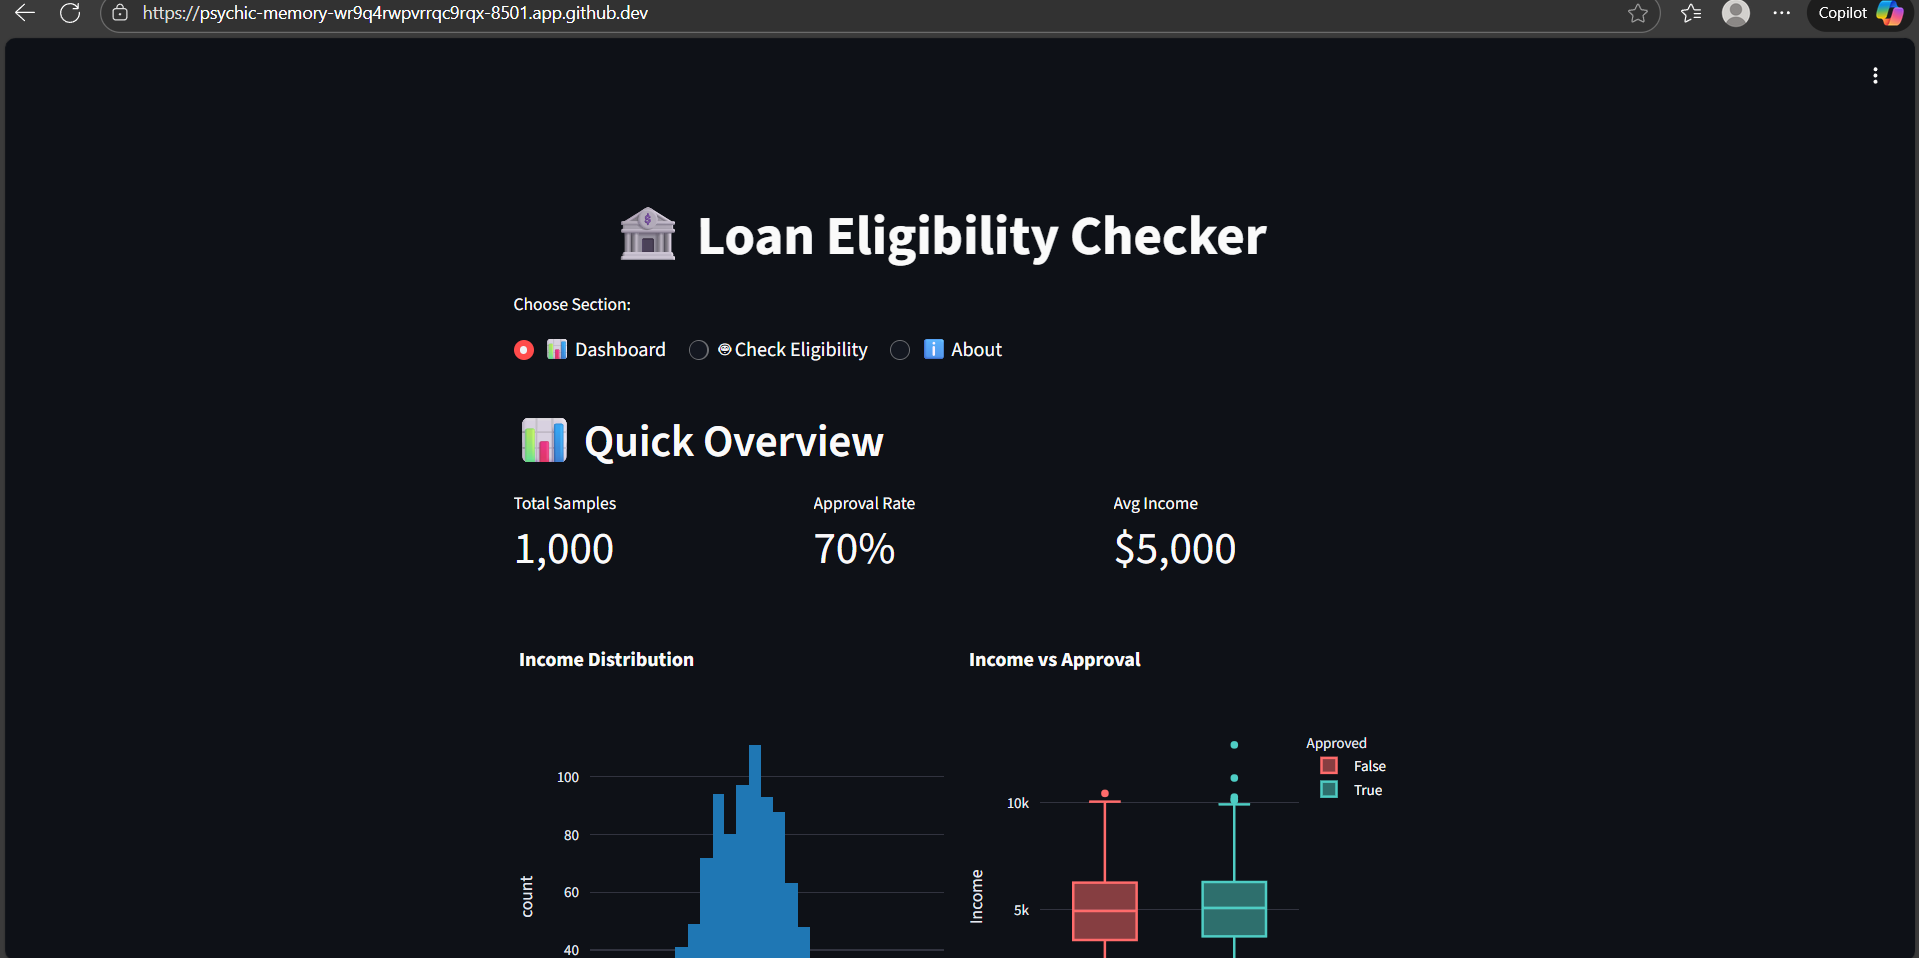 https://psychic-memory-wr9q4rwpvrrqc9rqx-8501.app.github.dev
Copilot
Loan Eligibility Checker
Choose Section:
Dashboard Check Eligibility About
Quick Overview
Total Samples Approval Rate Avg Income
1,000 70% $5,000
Income Distribution
100
80
60
40
count
Income vs Approval
10k
5k
Income
Approved
False
True